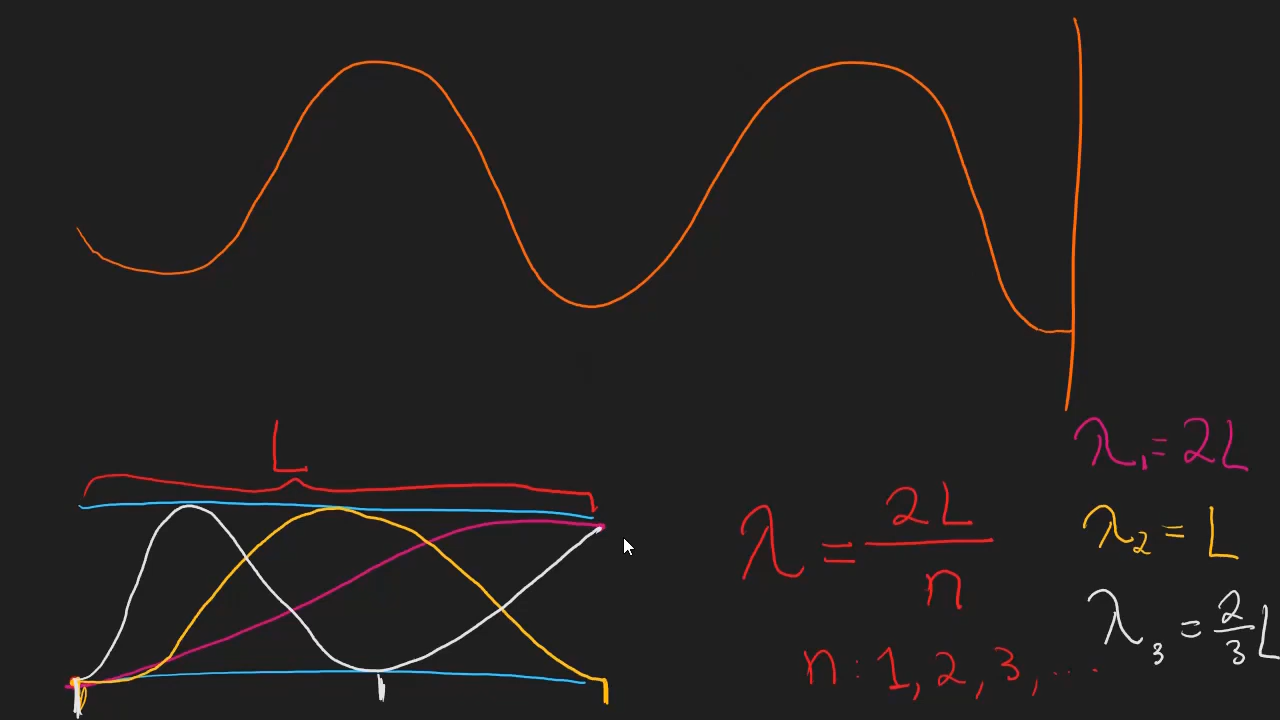 L
λ = 2L/n
n : 1, 2, 3, ...
λ₁ = 2L
λ₂ = L
λ₃ = 2/3 L